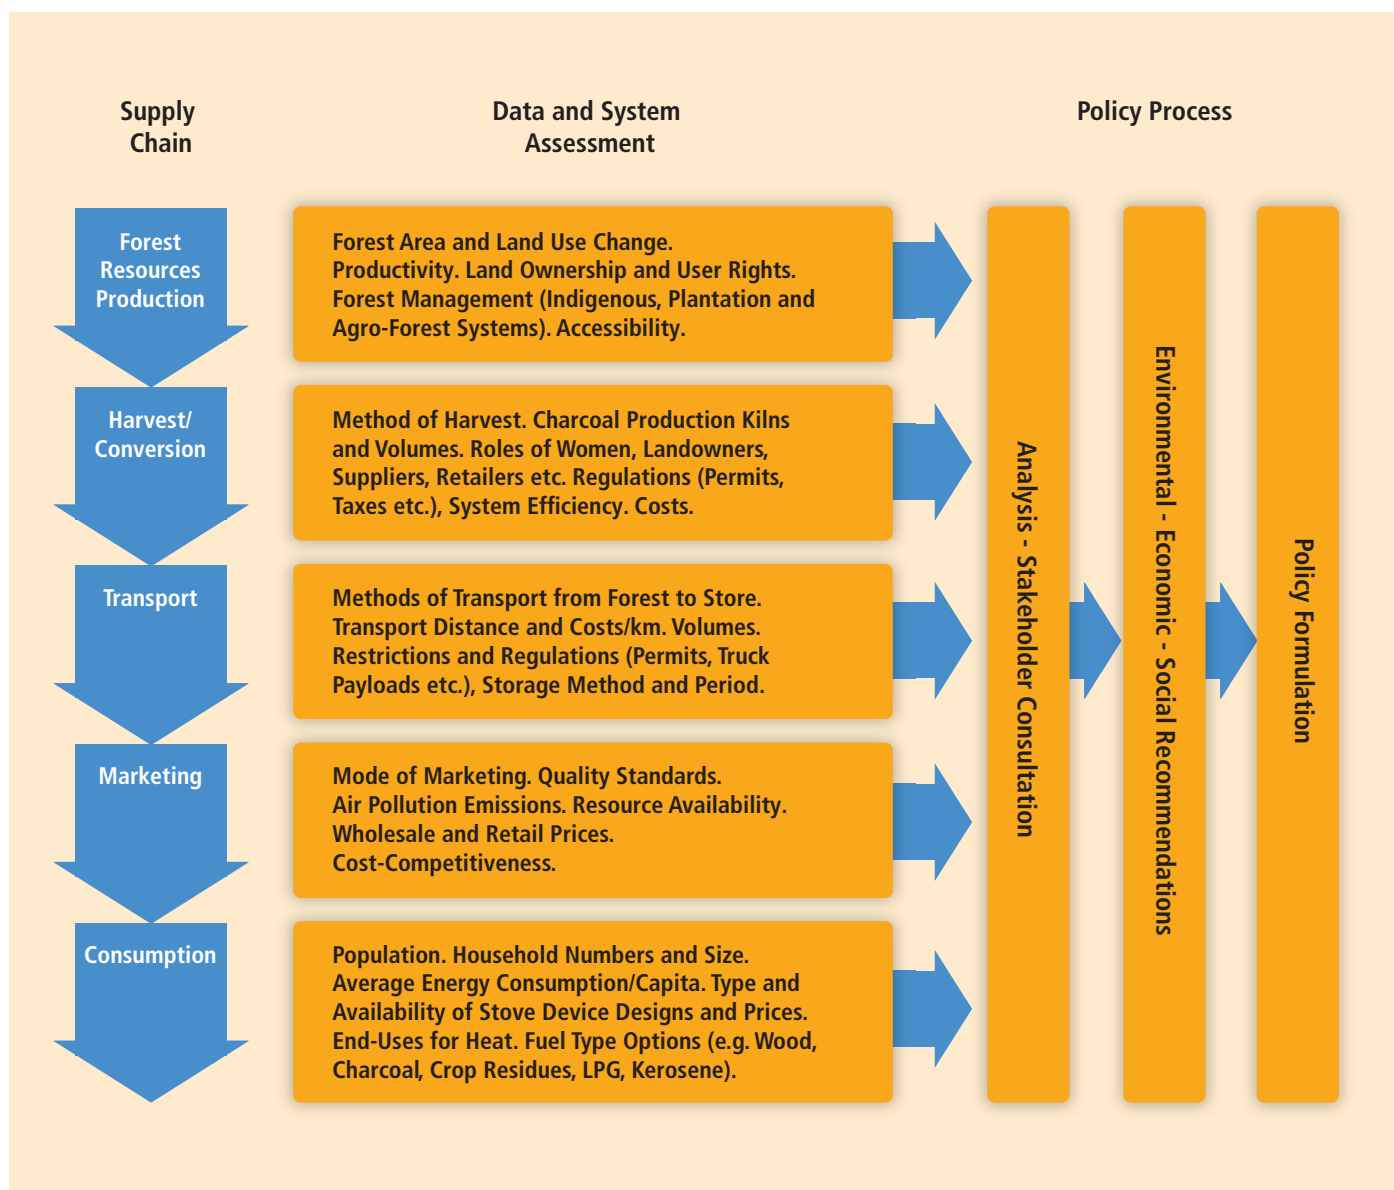 Supply
Chain
Data and System
Assessment
Policy Process
Forest
Resources
Production
Forest Area and Land Use Change.
Productivity. Land Ownership and User Rights.
Forest Management (Indigenous, Plantation and
Agro-Forest Systems). Accessibility.
Harvest/
Conversion
Method of Harvest. Charcoal Production Kilns
and Volumes. Roles of Women, Landowners,
Suppliers, Retailers etc. Regulations (Permits,
Taxes etc.), System Efficiency. Costs.
Transport
Methods of Transport from Forest to Store.
Transport Distance and Costs/km. Volumes.
Restrictions and Regulations (Permits, Truck
Payloads etc.), Storage Method and Period.
Marketing
Mode of Marketing. Quality Standards.
Air Pollution Emissions. Resource Availability.
Wholesale and Retail Prices.
Cost-Competitiveness.
Consumption
Population. Household Numbers and Size.
Average Energy Consumption/Capita. Type and
Availability of Stove Device Designs and Prices.
End-Uses for Heat. Fuel Type Options (e.g. Wood,
Charcoal, Crop Residues, LPG, Kerosene).
Analysis - Stakeholder Consultation
Environmental - Economic - Social Recommendations
Policy Formulation